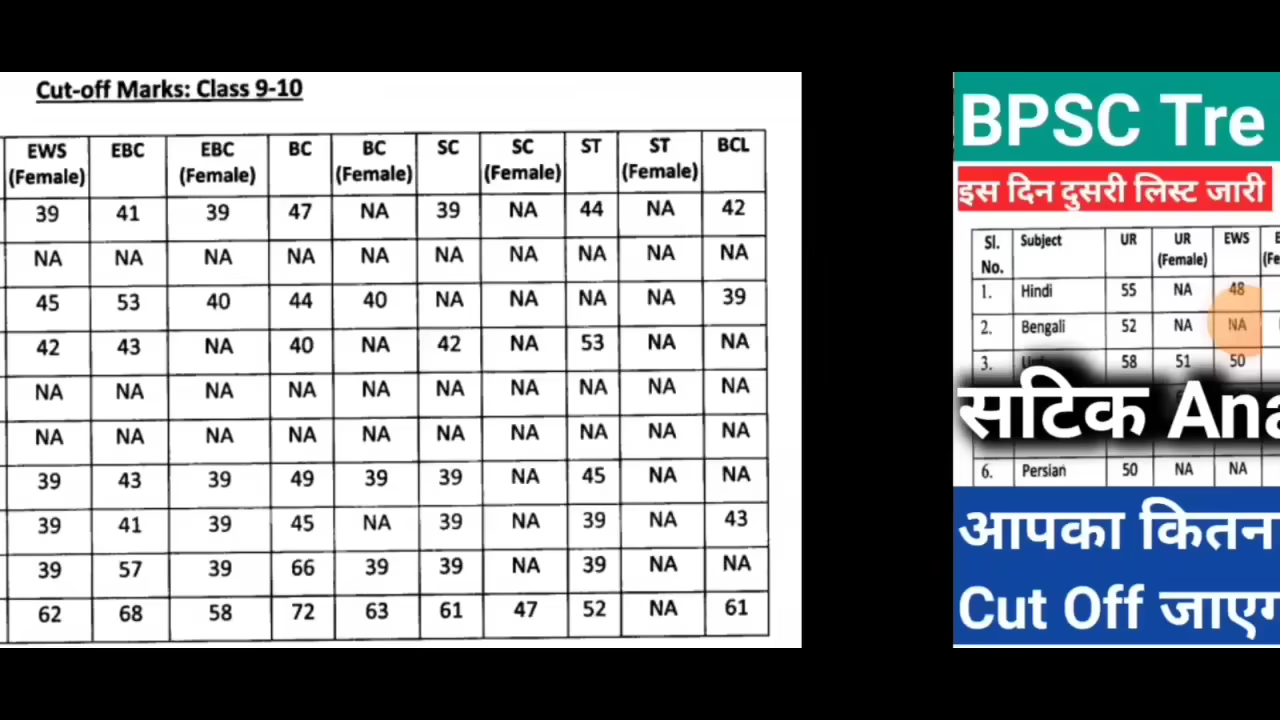 Cut-off Marks: Class 9-10
EWS (Female) EBC EBC (Female) BC BC (Female) SC SC (Female) ST ST (Female) BCL
39 41 39 47 NA 39 NA 44 NA 42
NA NA NA NA NA NA NA NA NA NA
45 53 40 44 40 NA NA NA NA 39
42 43 NA 40 NA 42 NA 53 NA NA
NA NA NA NA NA NA NA NA NA NA
NA NA NA NA NA NA NA NA NA NA
39 43 39 49 39 39 NA 45 NA NA
39 41 39 45 NA 39 NA 39 NA 43
39 57 39 66 39 39 NA 39 NA NA
62 68 58 72 63 61 47 52 NA 61
BPSC Tre
इस दिन दुसरी लिस्ट जारी
Sl. No. Subject UR UR (Female) EWS
1. Hindi 55 NA 48
2. Bengali 52 NA NA
3. 58 51 50
सटिक Ana
6. Persian 50 NA NA
आपका कितन
Cut Off जाएग